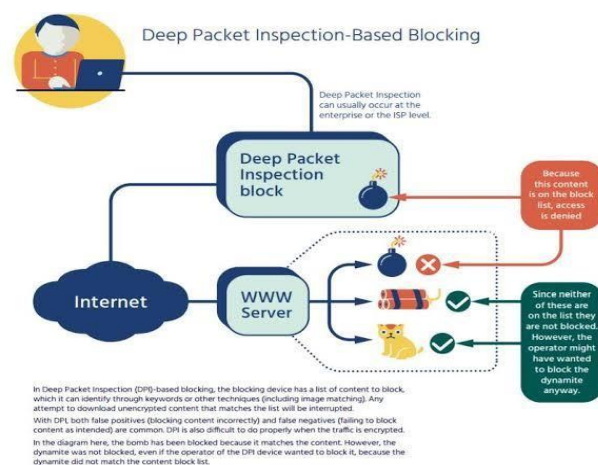 Deep Packet Inspection-Based Blocking
Deep Packet Inspection
can usually occur at the
enterprise or the ISP level.
Deep Packet
Inspection
block
Because
this content
is on the block
list, access
is denied
Internet
WWW
Server
Since neither
of these are
on the list they
are not blocked.
However, the
operator might
have wanted
to block the
dynamite
anyway.
In Deep Packet Inspection (DPI)-based blocking, the blocking device has a list of content to block,
which it can identify through keywords or other techniques (including image matching). Any
attempt to download unencrypted content that matches the list will be interrupted.
With DPI, both false positives (blocking content incorrectly) and false negatives (failing to block
content as intended) are common. DPI is also difficult to do properly when the traffic is encrypted.
In the diagram here, the bomb has been blocked because it matches the content. However, the
dynamite was not blocked, even if the operator of the DPI device wanted to block it, because the
dynamite did not match the content block list.